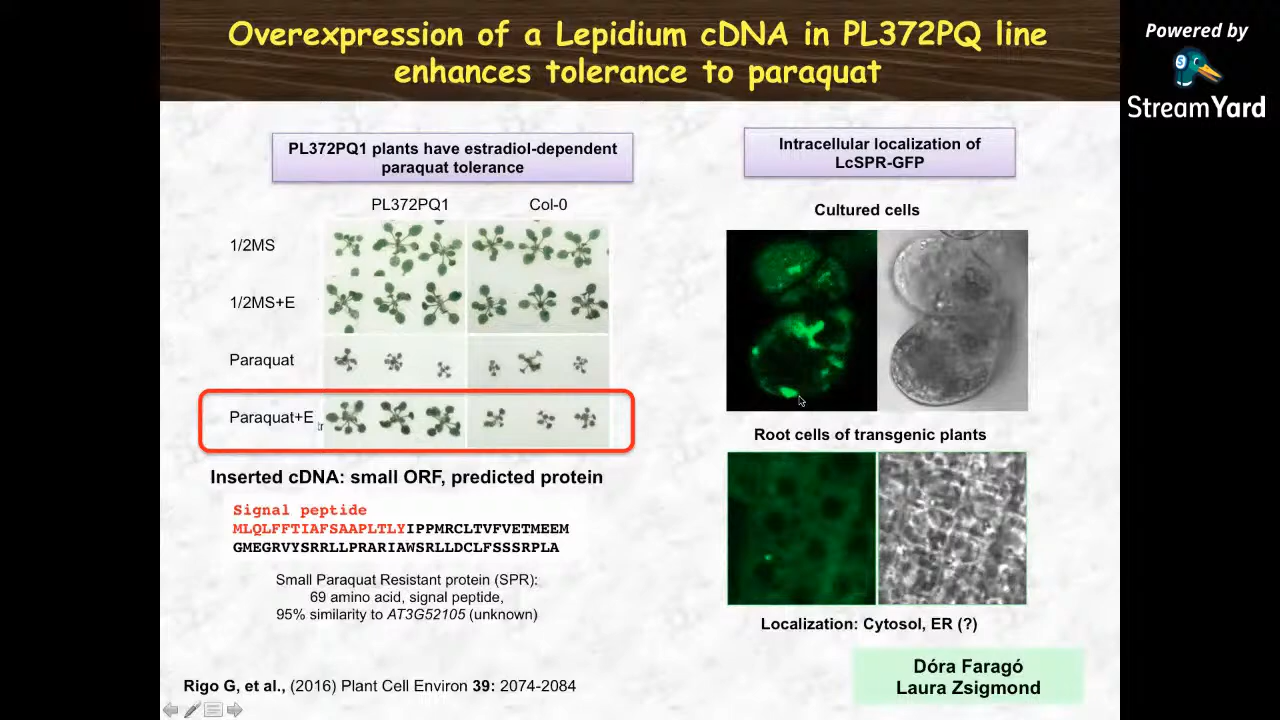 Overexpression of a Lepidium cDNA in PL372PQ line
enhances tolerance to paraquat
Powered by
StreamYard
PL372PQ1 plants have estradiol-dependent
paraquat tolerance
PL372PQ1 Col-0
1/2MS
1/2MS+E
Paraquat
Paraquat+E
Inserted cDNA: small ORF, predicted protein
Signal peptide
MLQLFFTIAFSAAPLTLYIPPMRCLTVFVETMEEM
GMEGRVYSRRLLPRARIAWSRLLDCLFSSSRPLA
Small Paraquat Resistant protein (SPR):
69 amino acid, signal peptide,
95% similarity to AT3G52105 (unknown)
Rigo G, et al., (2016) Plant Cell Environ 39: 2074-2084
Intracellular localization of
LcSPR-GFP
Cultured cells
Root cells of transgenic plants
Localization: Cytosol, ER (?)
Dóra Faragó
Laura Zsigmond